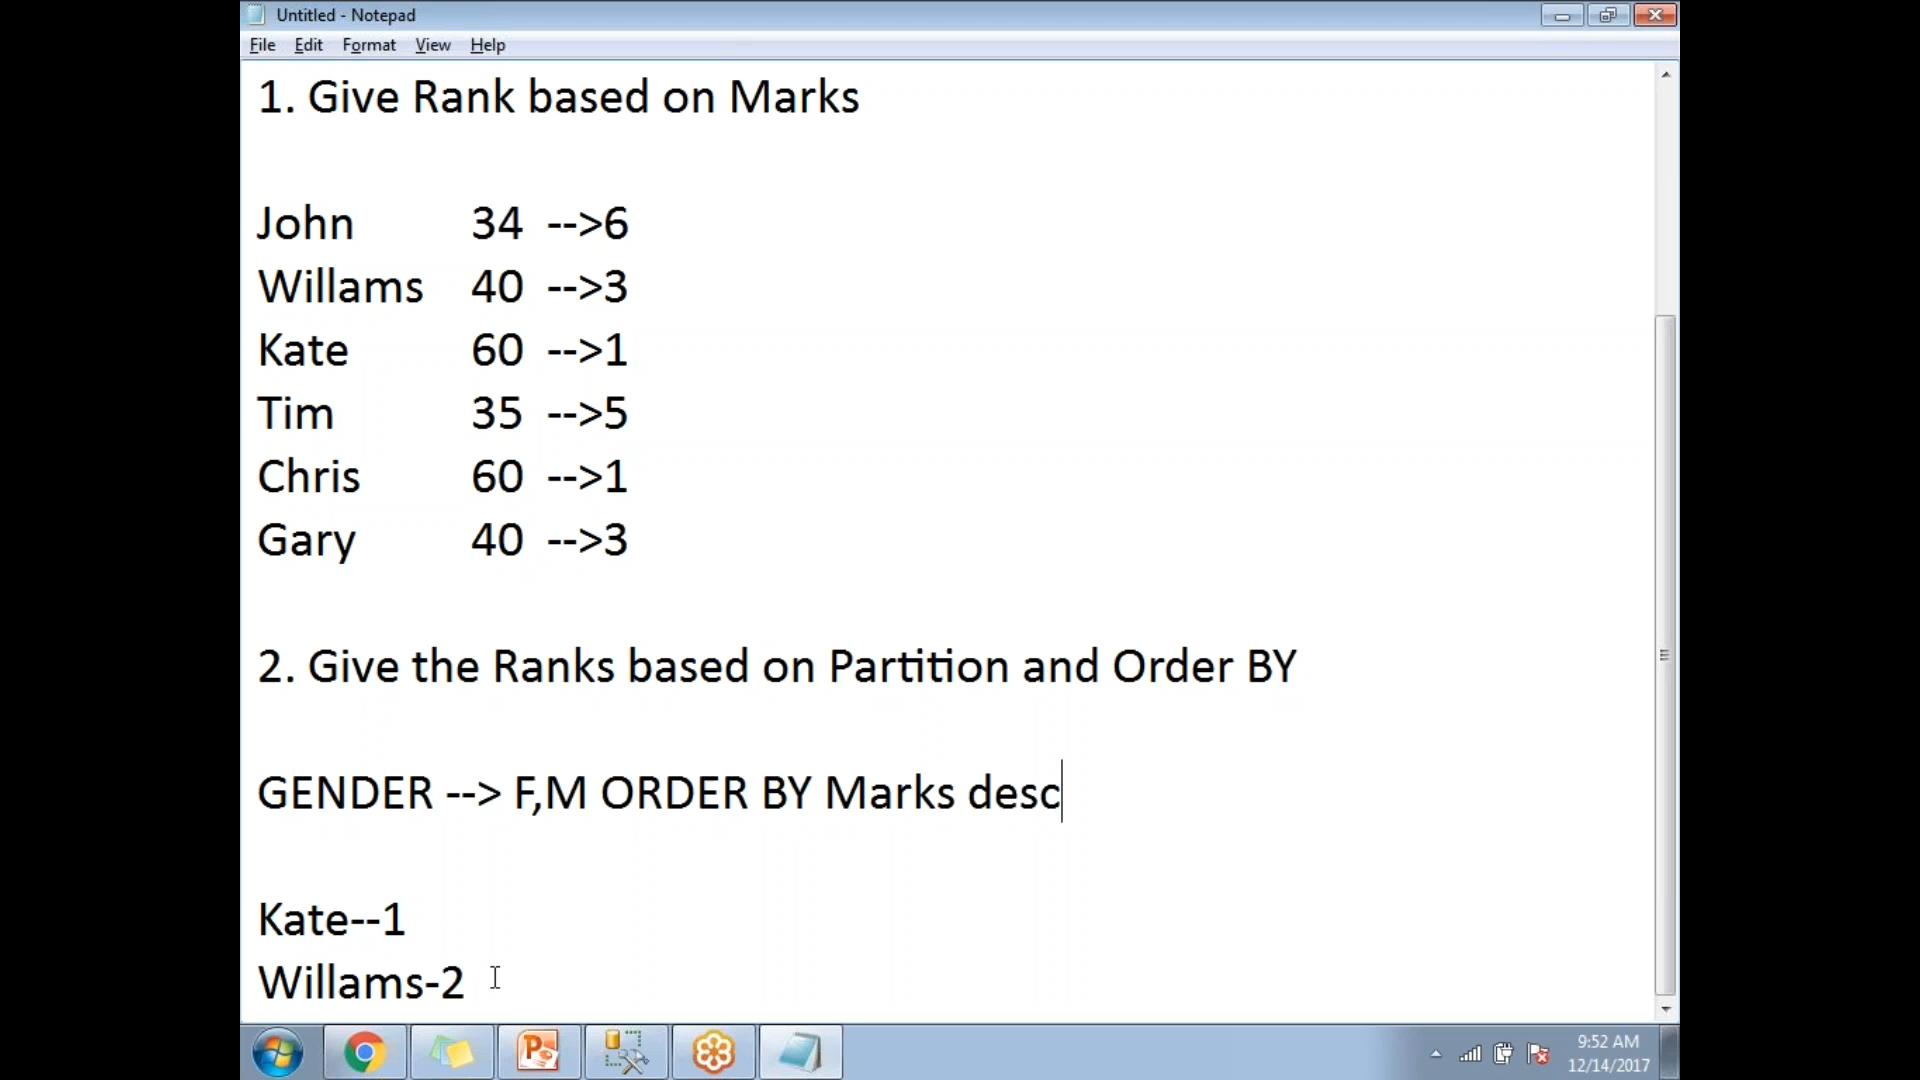 Untitled - Notepad
File Edit Format View Help
1. Give Rank based on Marks
John 34 -->6
Willams 40 -->3
Kate 60 -->1
Tim 35 -->5
Chris 60 -->1
Gary 40 -->3
2. Give the Ranks based on Partition and Order BY
GENDER --> F,M ORDER BY Marks desc
Kate--1
Willams-2
9:52 AM
12/14/2017